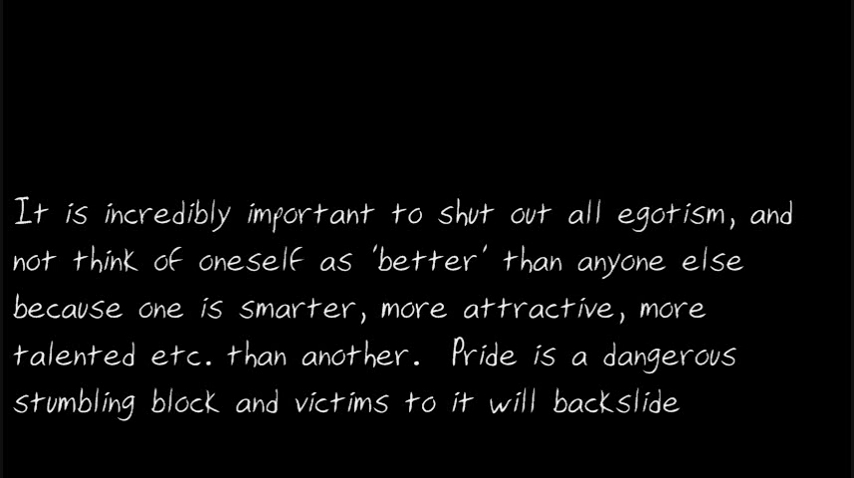 It is incredibly important to shut out all egotism, and
not think of oneself as 'better' than anyone else
because one is smarter, more attractive, more
talented etc. than another.  Pride is a dangerous
stumbling block and victims to it will backslide